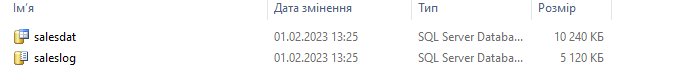 Ім'я Дата змінення Тип Розмір
salesdat 01.02.2023 13:25 SQL Server Databa... 10 240 КБ
saleslog 01.02.2023 13:25 SQL Server Databa... 5 120 КБ